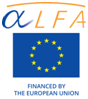 αLFA
FINANCED BY
THE EUROPEAN UNION